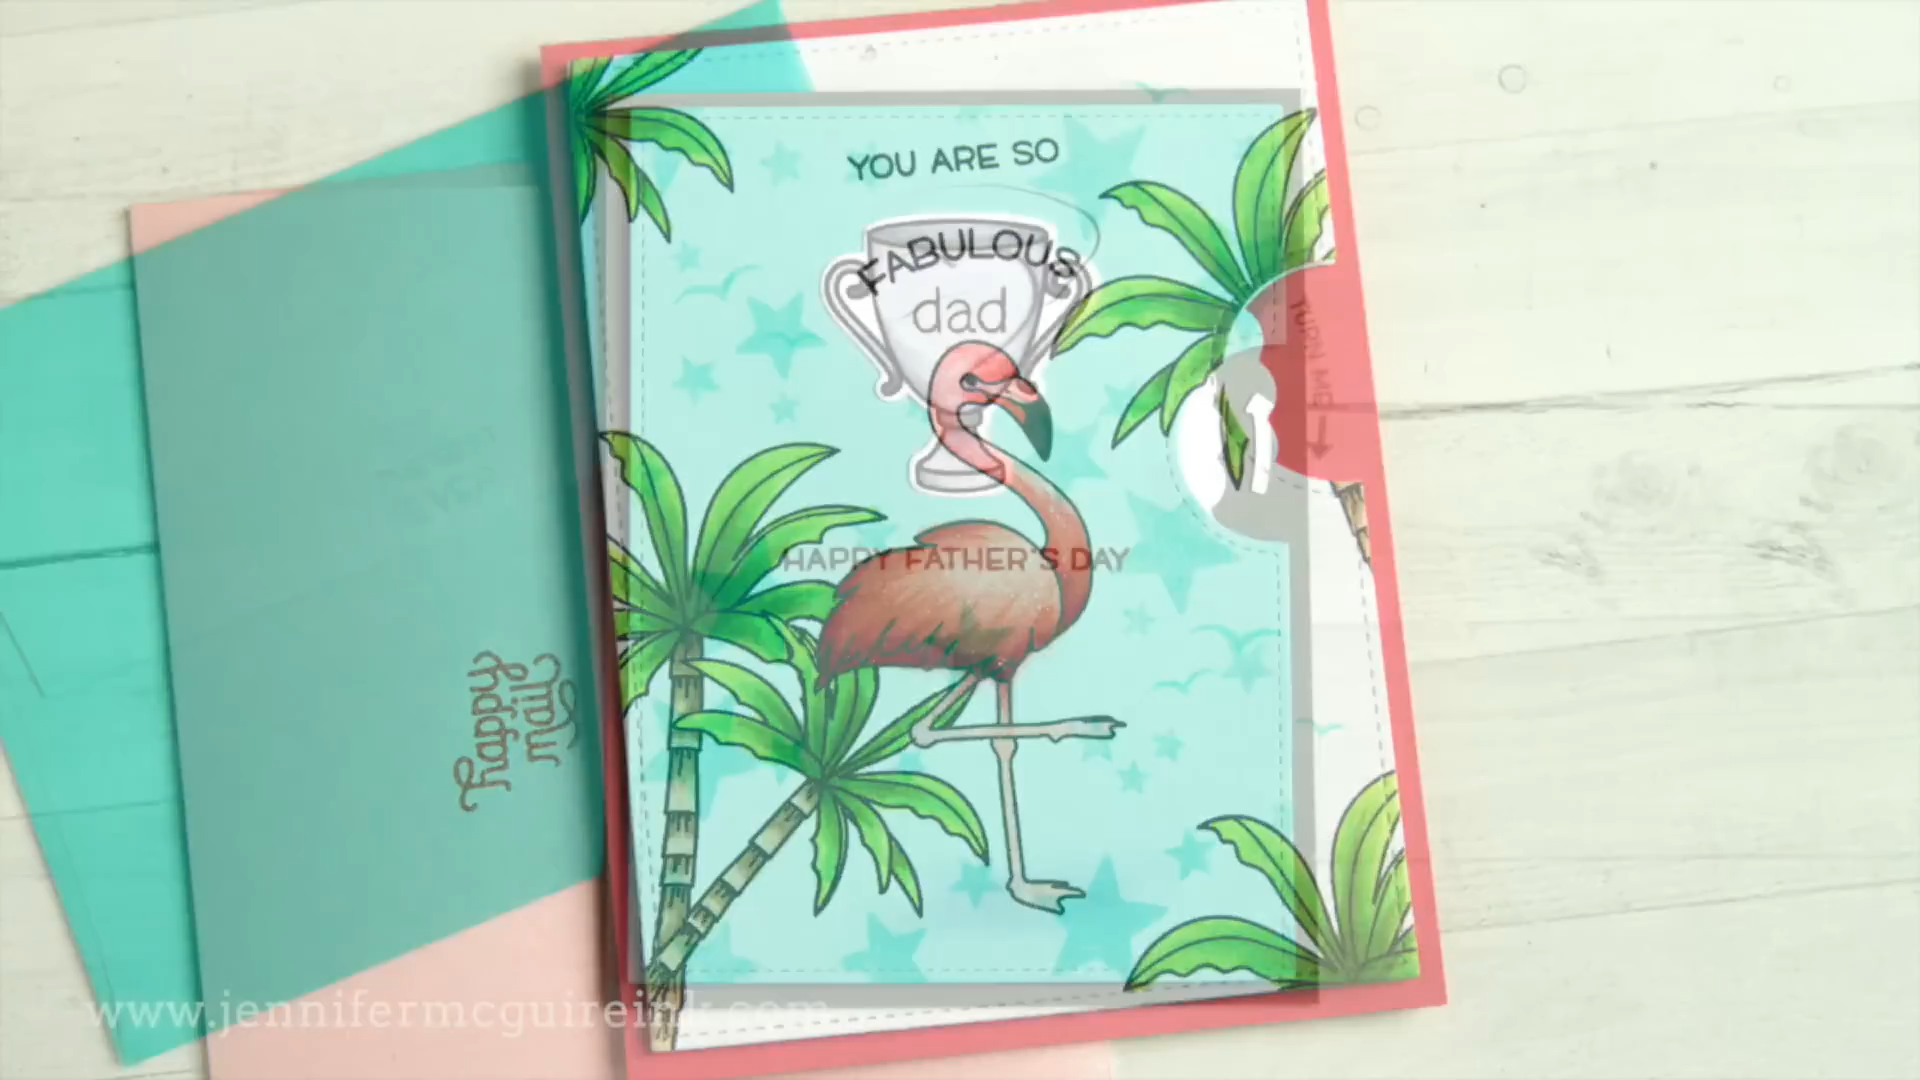 YOU ARE SO
FABULOUS
dad
TURN ME
HAPPY FATHER'S DAY
happy
mail
www.jennifermcguireink.com